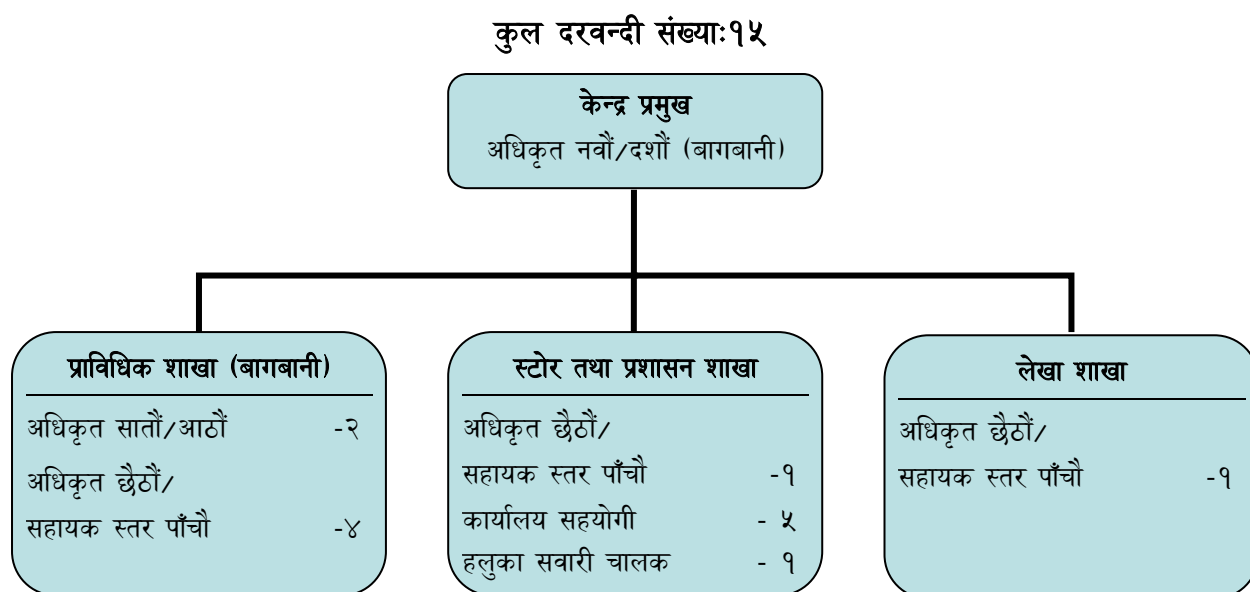 कुल दरवन्दी संख्याः१५
केन्द्र प्रमुख
अधिकृत नवौं/दशौं (बागबानी)
प्राविधिक शाखा (बागबानी)
अधिकृत सातौं/आठौं -२
अधिकृत छैठौं/
सहायक स्तर पाँचौ -४
स्टोर तथा प्रशासन शाखा
अधिकृत छैठौं/
सहायक स्तर पाँचौ -१
कार्यालय सहयोगी - ५
हलुका सवारी चालक - १
लेखा शाखा
अधिकृत छैठौं/
सहायक स्तर पाँचौ -१